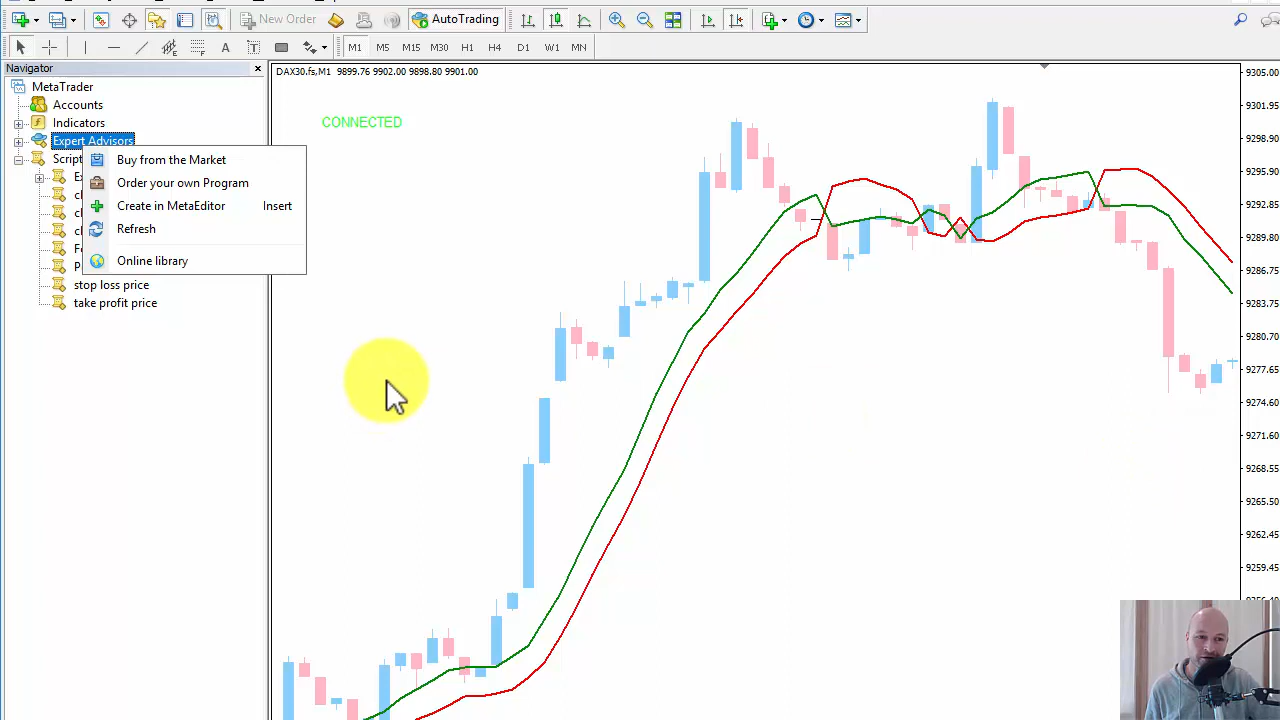 New Order
AutoTrading
A
T
M1 M5 M15 M30 H1 H4 D1 W1 MN
Navigator
MetaTrader
Accounts
Indicators
Expert Advisors
Script
Buy from the Market
Order your own Program
Create in MetaEditor Insert
Refresh
Online library
stop loss price
take profit price
DAX30.fs,M1 9899.76 9902.00 9898.80 9901.00
CONNECTED
9305.00
9301.95
9298.90
9295.90
9292.85
9289.80
9286.75
9283.75
9280.70
9277.65
9274.60
9271.60
9268.55
9265.50
9262.45
9259.45